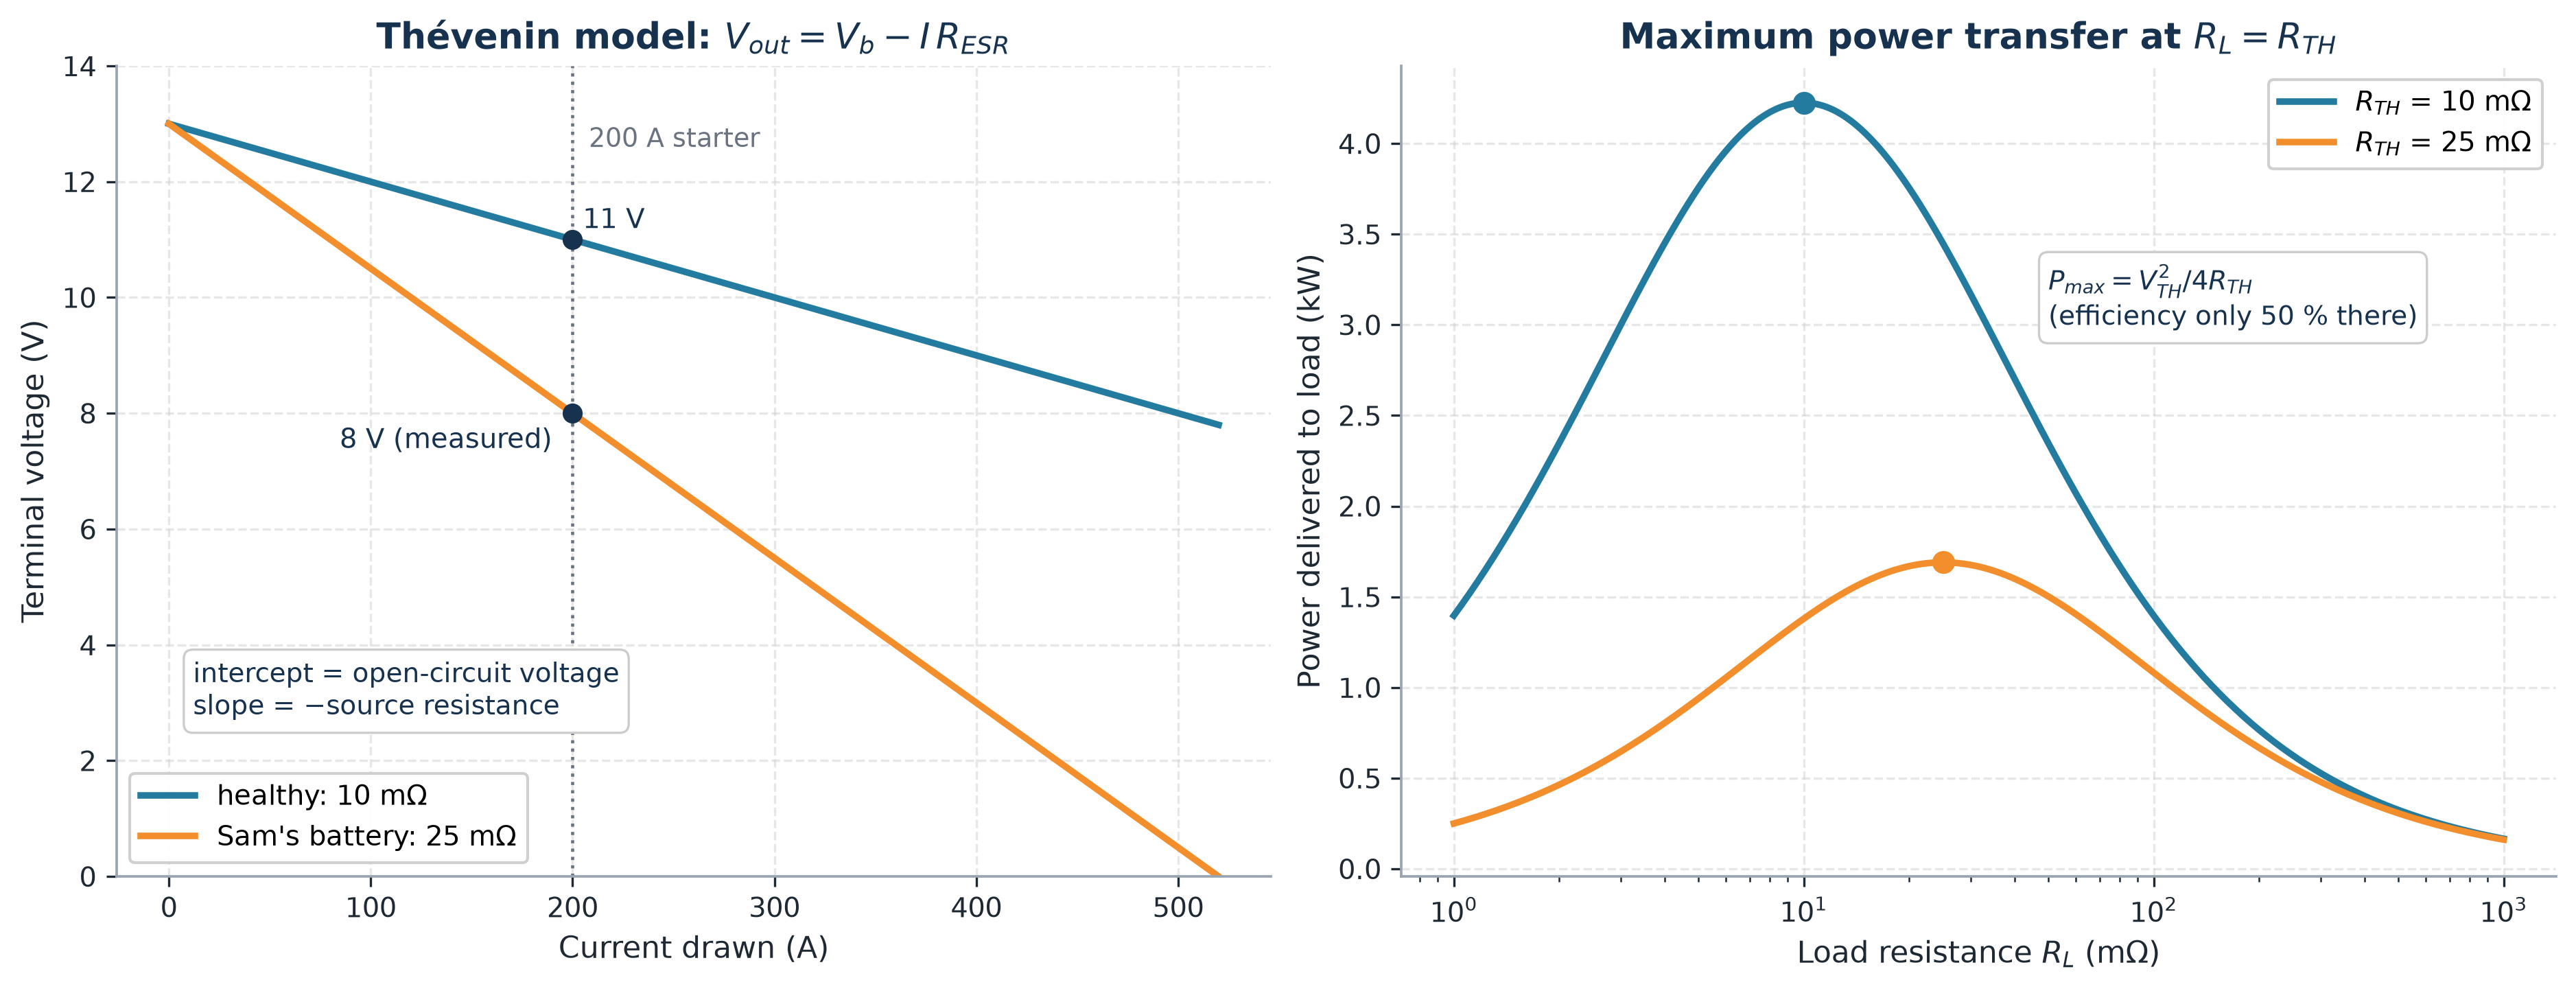 Thévenin model: V_out = V_b − I R_ESR
14
12
10
8
6
4
2
0
Terminal voltage (V)
200 A starter
11 V
8 V (measured)
intercept = open-circuit voltage
slope = −source resistance
healthy: 10 mΩ
Sam's battery: 25 mΩ
0
100
200
300
400
500
Current drawn (A)
Maximum power transfer at R_L = R_TH
4.0
3.5
3.0
2.5
2.0
1.5
1.0
0.5
0.0
Power delivered to load (kW)
R_TH = 10 mΩ
R_TH = 25 mΩ
P_max = V_TH^2/4R_TH
(efficiency only 50 % there)
10^0
10^1
10^2
10^3
Load resistance R_L (mΩ)